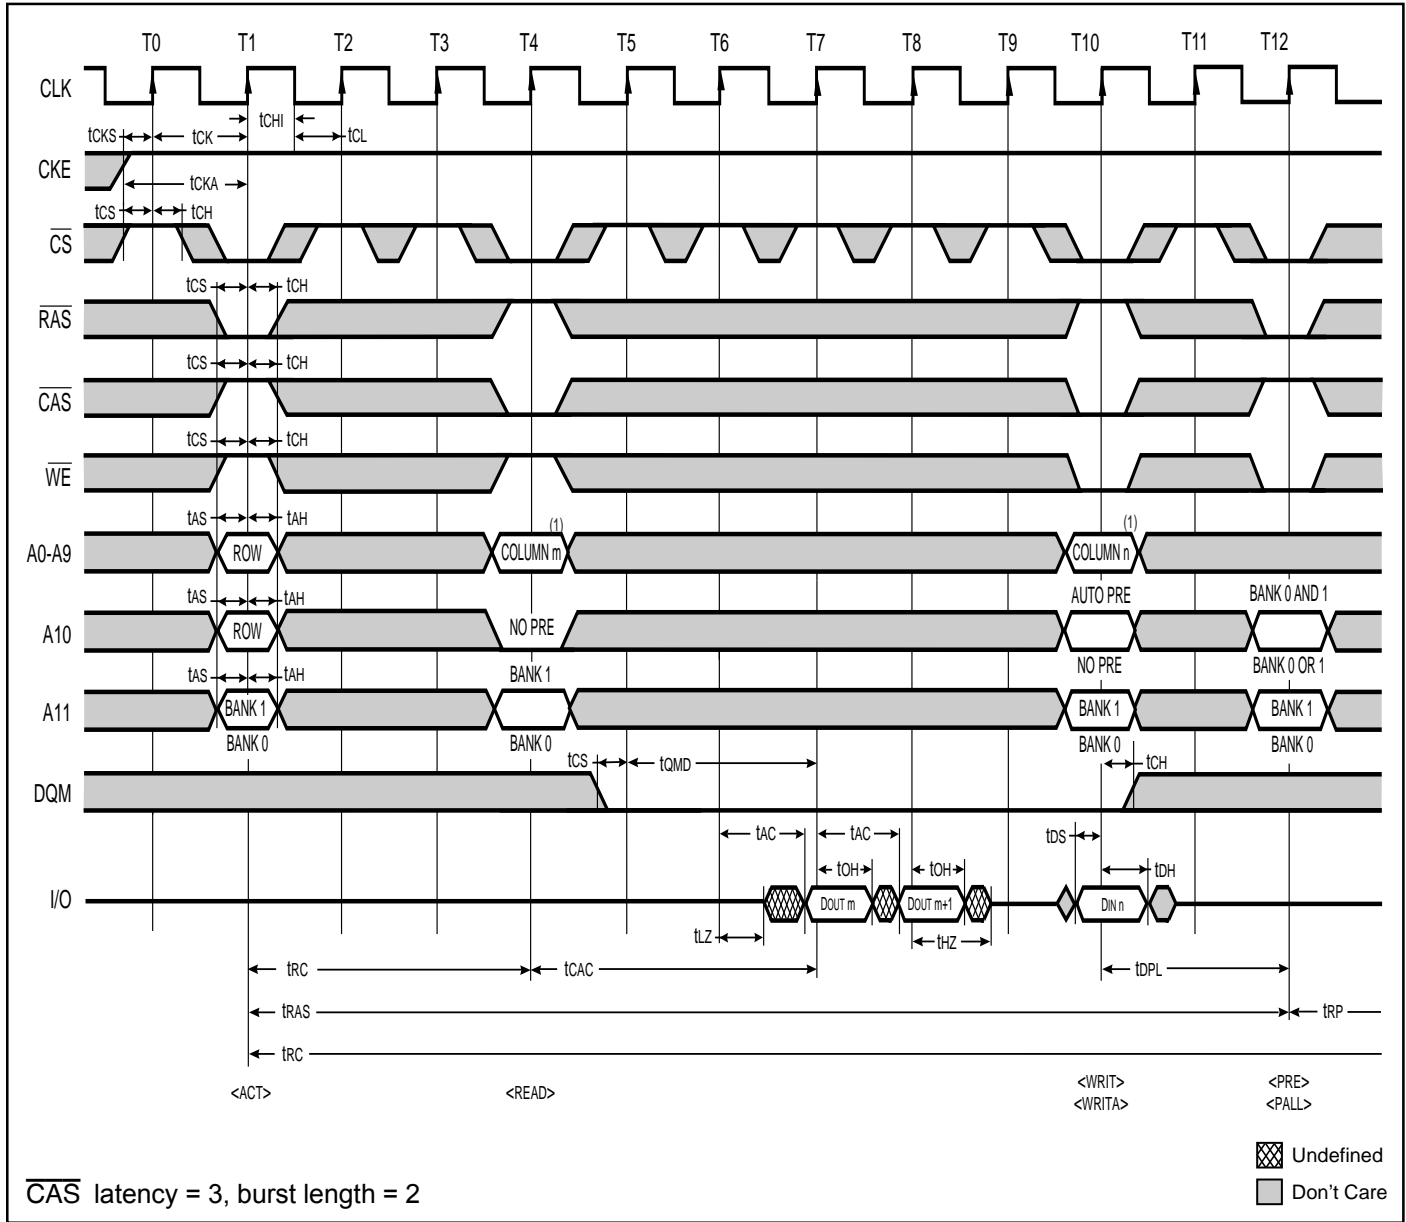 T0 T1 T2 T3 T4 T5 T6 T7 T8 T9 T10 T11 T12
CLK
tCHI
tCKS tCK tCL
CKE
tCKA
tCS tCH
CS
tCS tCH
RAS
tCS tCH
CAS
tCS tCH
WE
tAS tAH (1) (1)
A0-A9 ROW COLUMN m COLUMN n
tAS tAH AUTO PRE BANK 0 AND 1
A10 ROW NO PRE
tAS tAH BANK 1 NO PRE BANK 0 OR 1
A11 BANK 1 BANK 1 BANK 1
BANK 0 BANK 0 BANK 0 BANK 0
tCS tQMD tCH
DQM
tAC tAC tDS
tOH tOH tDH
I/O DOUT m DOUT m+1 DIN n
tLZ tHZ
tRC tCAC tDPL
tRAS tRP
tRC
<ACT> <READ> <WRIT> <PRE>
<WRITA> <PALL>
Undefined
CAS latency = 3, burst length = 2 Don't Care